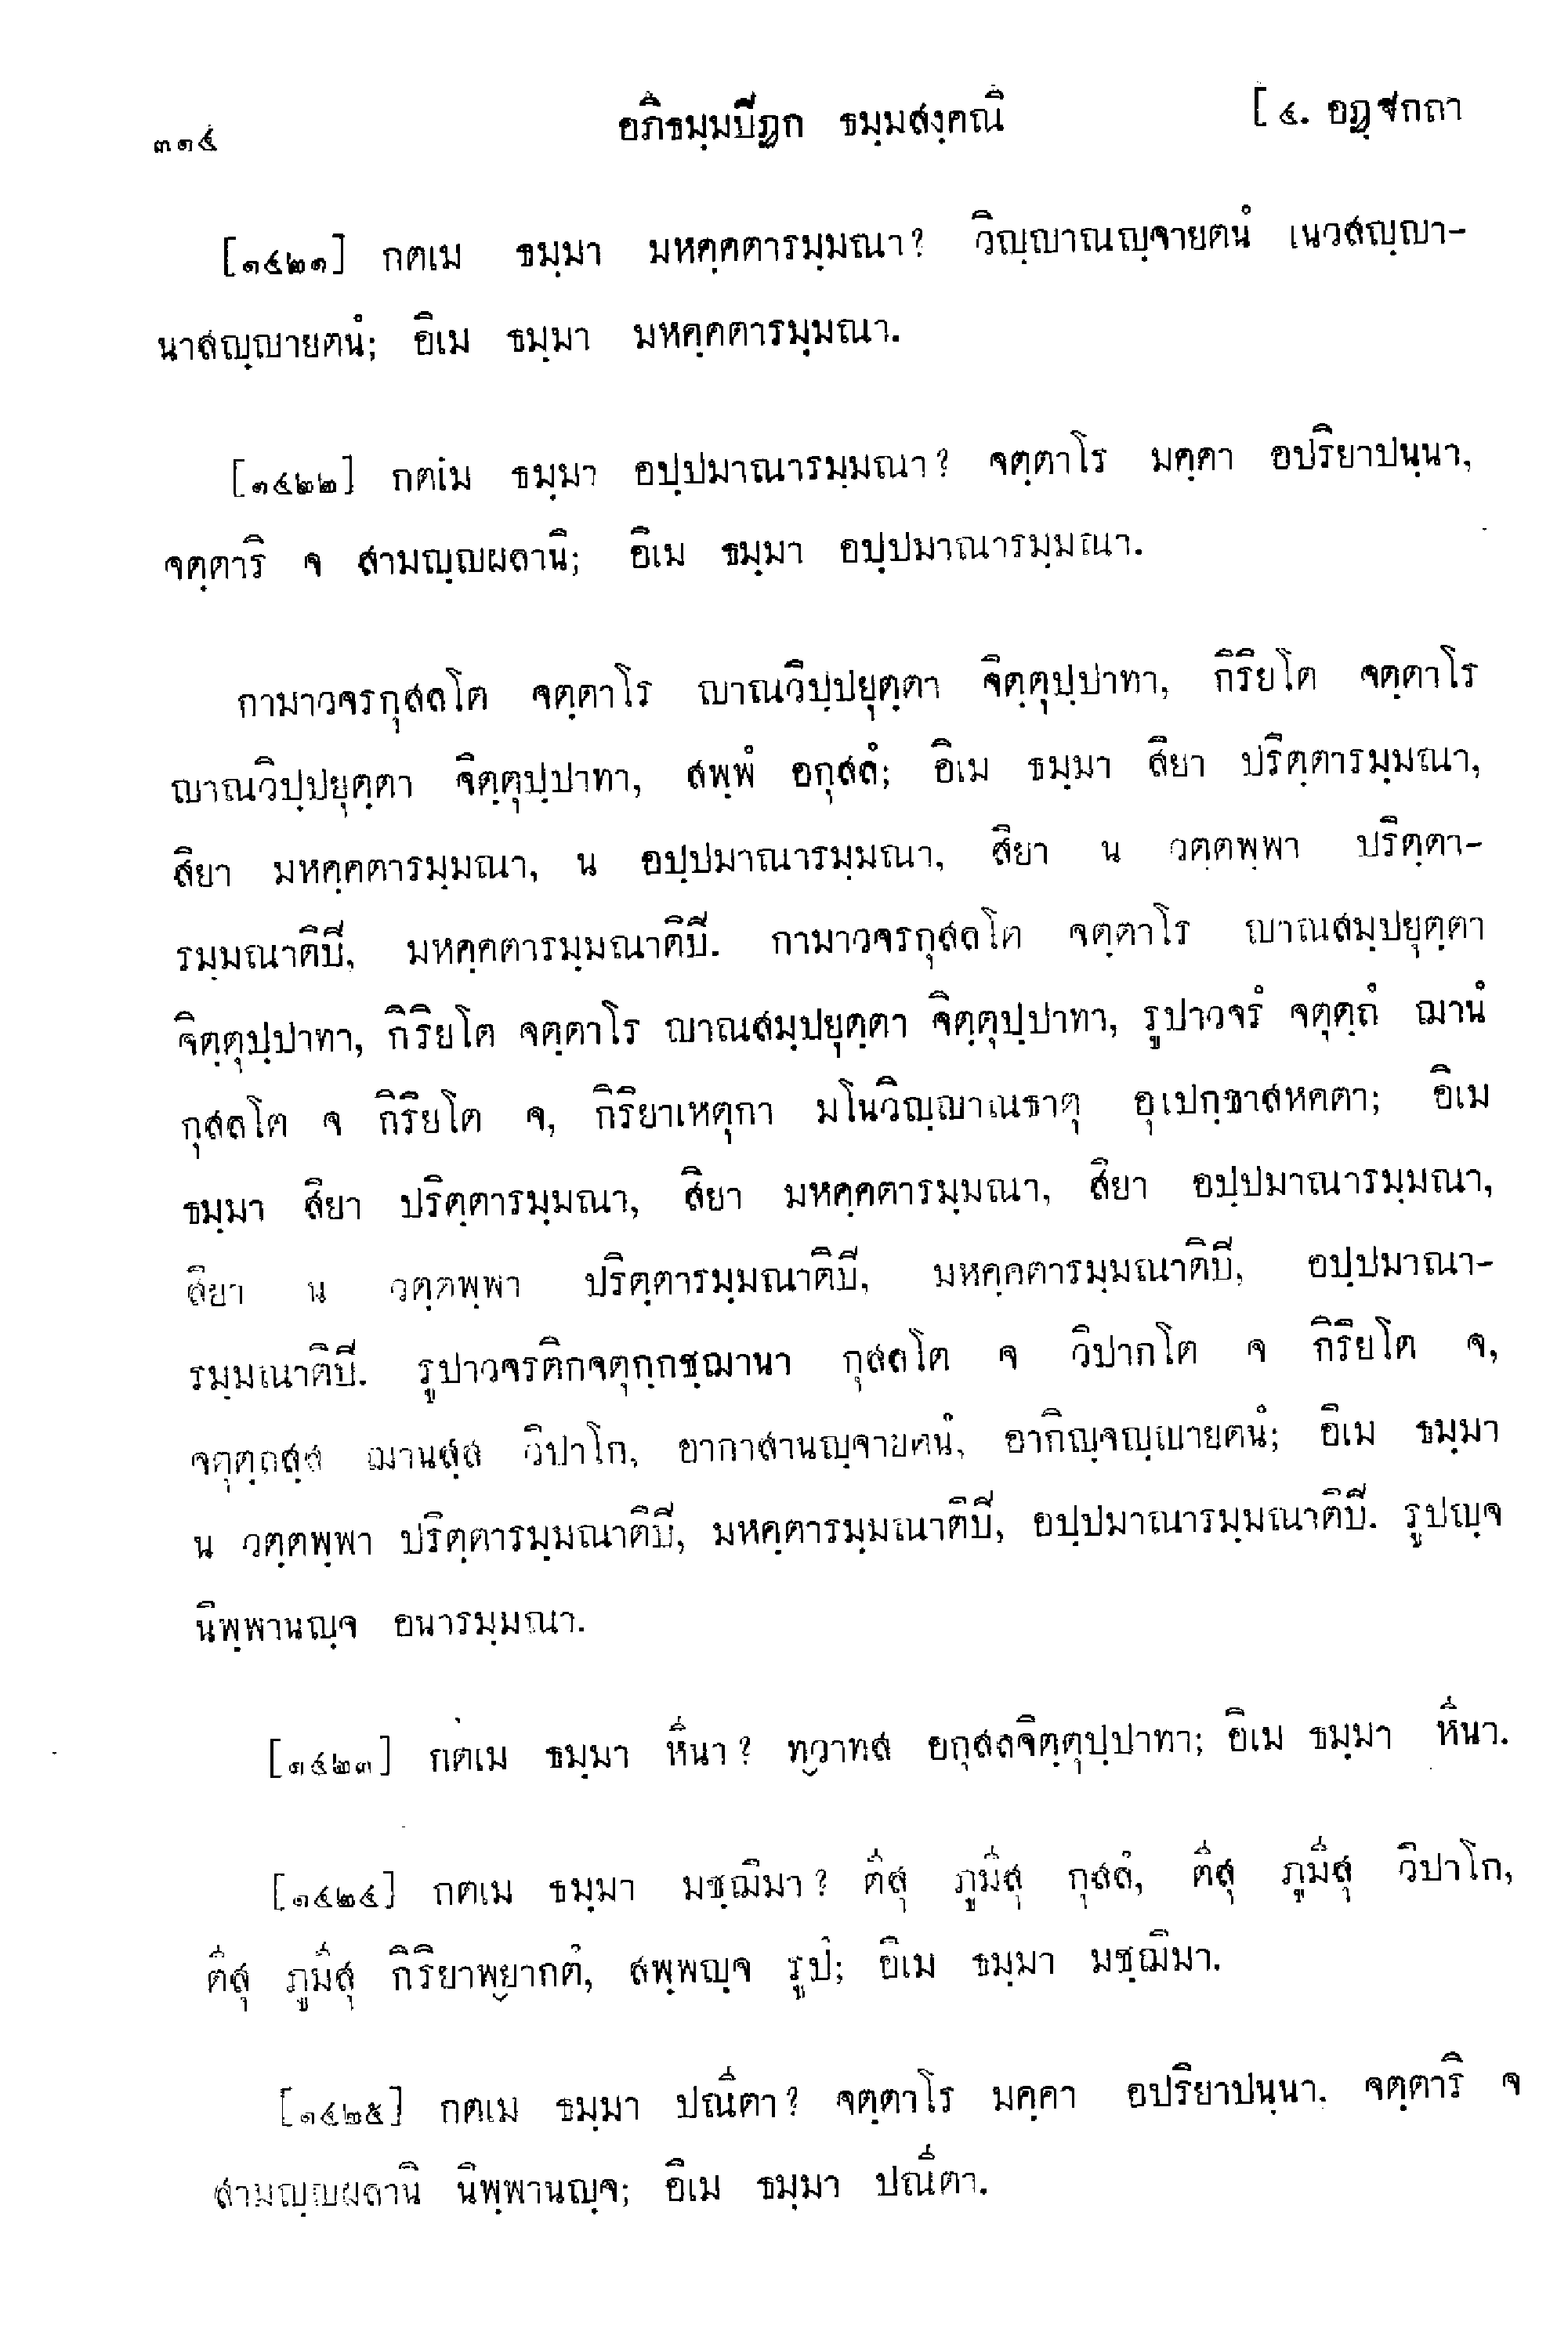 ๓๑๔ อภิธมฺมปิฏก ธมฺมสงฺคณี [ ๔. อฏฺฐกถา
[๑๔๒๑] กตเม ธมฺมา มหคฺคตารมฺมณา? วิญฺญาณญฺจายตนํ เนวสญฺญา-
นาสญฺญายตนํ; อิเม ธมฺมา มหคฺคตารมฺมณา.
[๑๔๒๒] กตเม ธมฺมา อปฺปมาณารมฺมณา? จตฺตาโร มคฺคา อปริยาปนฺนา,
จตฺตาริ จ สามญฺญผลานิ; อิเม ธมฺมา อปฺปมาณารมฺมณา.
กามาวจรกุสลโต จตฺตาโร ญาณวิปฺปยุตฺตา จิตฺตุปฺปาทา, กิริยโต จตฺตาโร
ญาณวิปฺปยุตฺตา จิตฺตุปฺปาทา, สพฺพํ อกุสลํ; อิเม ธมฺมา สิยา ปริตฺตารมฺมณา,
สิยา มหคฺคตารมฺมณา, น อปฺปมาณารมฺมณา, สิยา น วตฺตพฺพา ปริตฺตา-
รมฺมณาติปิ, มหคฺคตารมฺมณาติปิ. กามาวจรกุสลโต จตฺตาโร ญาณสมฺปยุตฺตา
จิตฺตุปฺปาทา, กิริยโต จตฺตาโร ญาณสมฺปยุตฺตา จิตฺตุปฺปาทา, รูปาวจรํ จตุตฺถํ ฌานํ
กุสลโต จ กิริยโต จ, กิริยาเหตุกา มโนวิญฺญาณธาตุ อุเปกฺขาสหคตา; อิเม
ธมฺมา สิยา ปริตฺตารมฺมณา, สิยา มหคฺคตารมฺมณา, สิยา อปฺปมาณารมฺมณา,
สิยา น วตฺตพฺพา ปริตฺตารมฺมณาติปิ, มหคฺคตารมฺมณาติปิ, อปฺปมาณา-
รมฺมณาติปิ. รูปาวจรติกจตุกฺกชฺฌานา กุสลโต จ วิปากโต จ กิริยโต จ,
จตุตฺถสฺส ฌานสฺส วิปาโก, อากาสานญฺจายตนํ, อากิญฺจญฺญายตนํ; อิเม ธมฺมา
น วตฺตพฺพา ปริตฺตารมฺมณาติปิ, มหคฺตารมฺมณาติปิ, อปฺปมาณารมฺมณาติปิ. รูปญฺจ
นิพฺพานญฺจ อนารมฺมณา.
[๑๔๒๓] กตเม ธมฺมา หีนา? ทฺวาทส อกุสลจิตฺตุปฺปาทา; อิเม ธมฺมา หีนา.
[๑๔๒๔] กตเม ธมฺมา มชฺฌิมา? ตีสุ ภูมีสุ กุสลํ, ตีสุ ภูมีสุ วิปาโก,
ตีสุ ภูมีสุ กิริยาพฺยากตํ, สพฺพญฺจ รูปํ; อิเม ธมฺมา มชฺฌิมา.
[๑๔๒๕] กตเม ธมฺมา ปณีตา? จตฺตาโร มคฺคา อปริยาปนฺนา, จตฺตาริ จ
สามญฺญผลานิ นิพฺพานญฺจ; อิเม ธมฺมา ปณีตา.